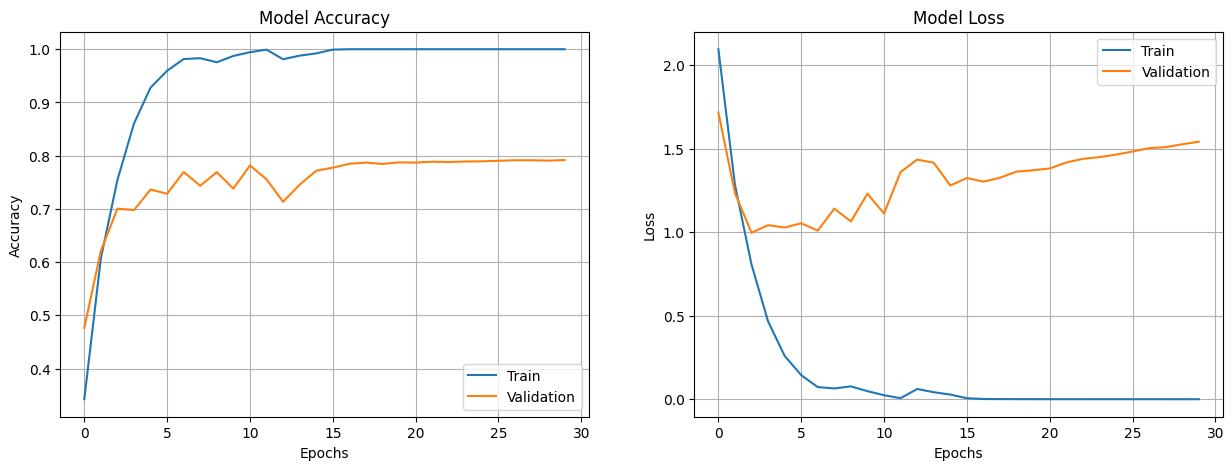 Model Accuracy
1.0
0.9
0.8
0.7
0.6
0.5
0.4
Accuracy
Train
Validation
0 5 10 15 20 25 30
Epochs
Model Loss
2.0
1.5
1.0
0.5
0.0
Loss
Train
Validation
0 5 10 15 20 25 30
Epochs